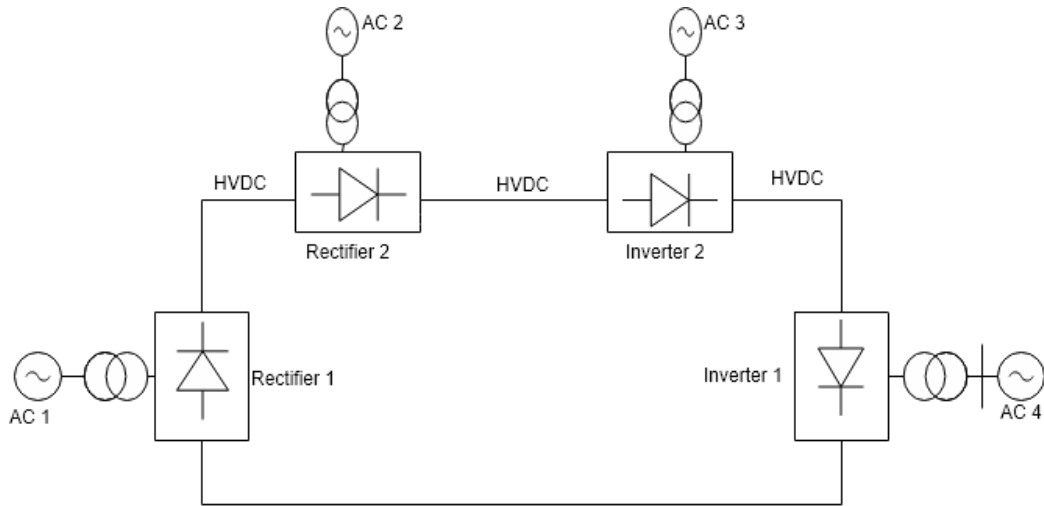 AC 2
AC 3
HVDC
HVDC
HVDC
Rectifier 2
Inverter 2
Rectifier 1
Inverter 1
AC 1
AC 4